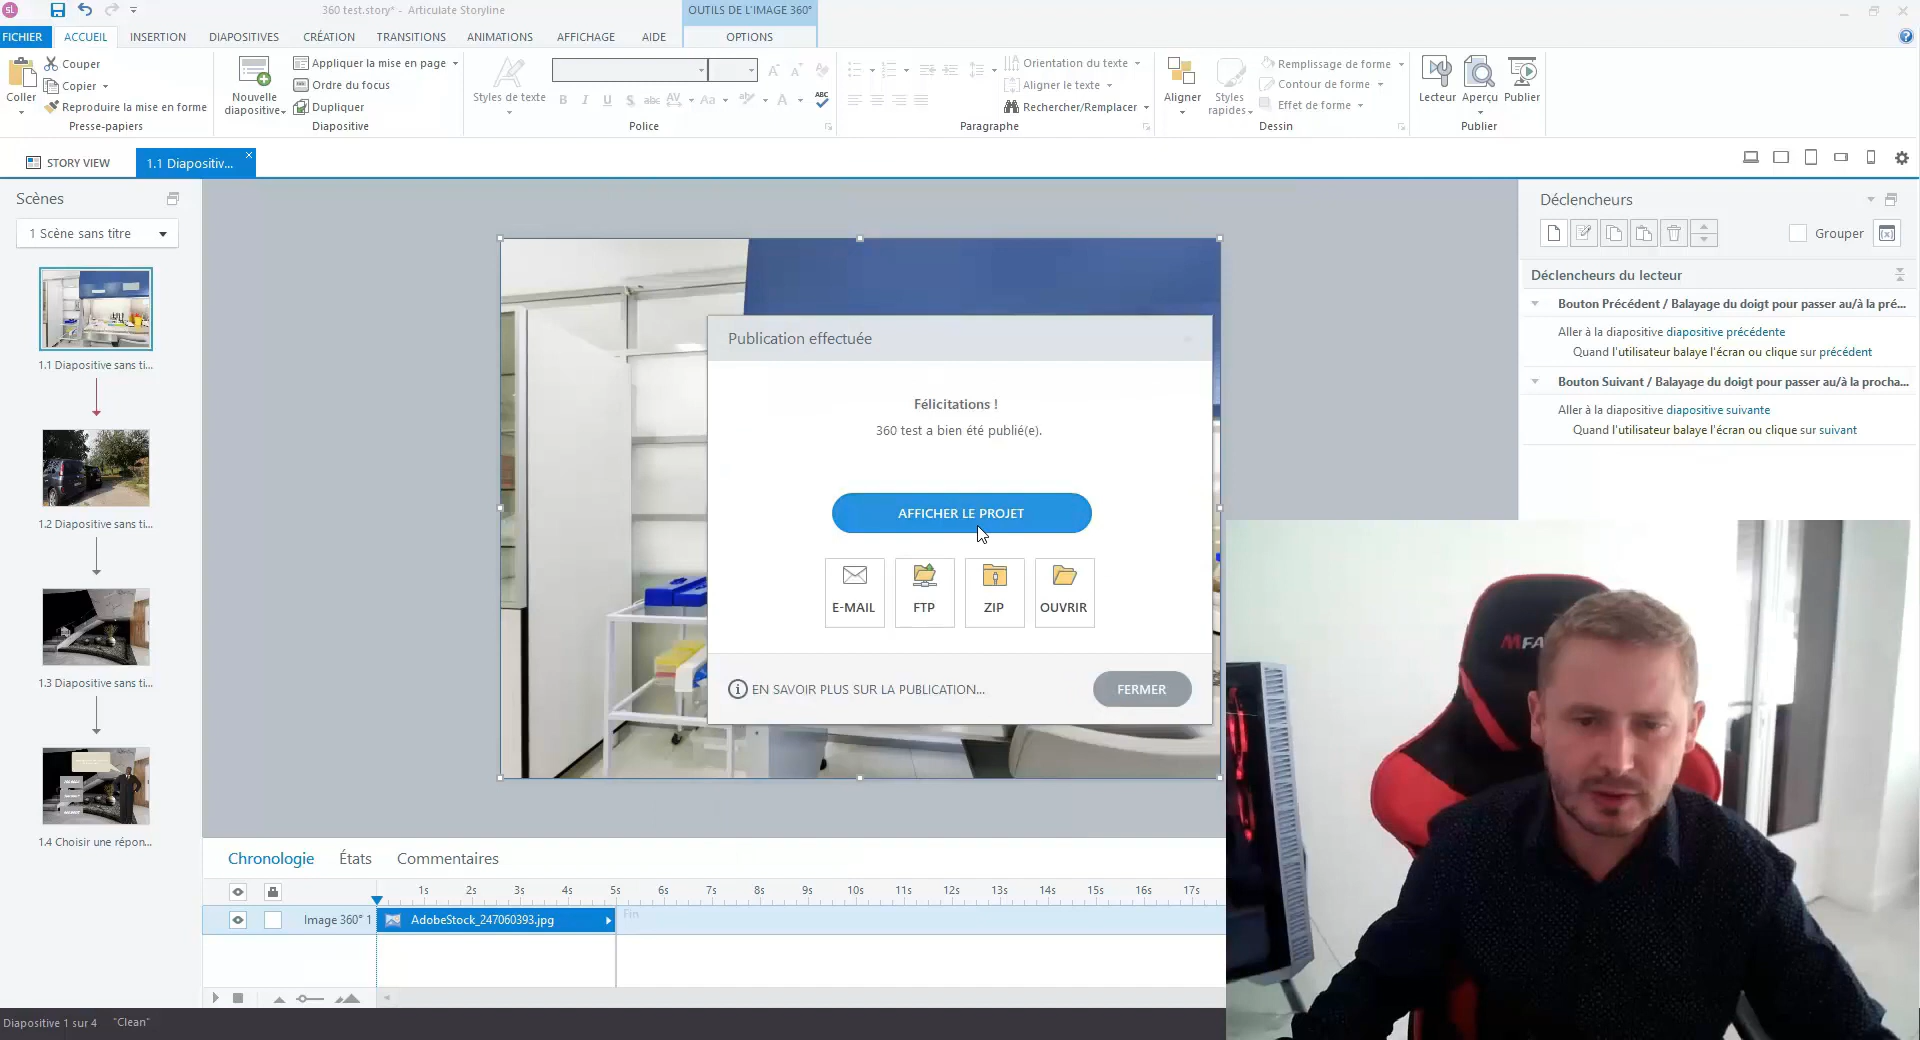 360 test.story* - Articulate Storyline
OUTILS DE L'IMAGE 360°
FICHIER ACCUEIL INSERTION DIAPOSITIVES CRÉATION TRANSITIONS ANIMATIONS AFFICHAGE AIDE OPTIONS
Coller
Couper
Copier
Reproduire la mise en forme
Presse-papiers
Nouvelle diapositive
Appliquer la mise en page
Ordre du focus
Dupliquer
Diapositive
Styles de texte
Police
Orientation du texte
Aligner le texte
Rechercher/Remplacer
Paragraphe
Aligner
Styles rapides
Remplissage de forme
Contour de forme
Effet de forme
Dessin
Lecteur
Aperçu
Publier
Publier
STORY VIEW
1.1 Diapositiv...
Scènes
1 Scène sans titre
1.1 Diapositive sans ti...
1.2 Diapositive sans ti...
1.3 Diapositive sans ti...
1.4 Choisir une répon...
Publication effectuée
Félicitations !
360 test a bien été publié(e).
AFFICHER LE PROJET
E-MAIL FTP ZIP OUVRIR
EN SAVOIR PLUS SUR LA PUBLICATION...
FERMER
Déclencheurs
Grouper
Déclencheurs du lecteur
Bouton Précédent / Balayage du doigt pour passer au/à la pré...
Aller à la diapositive diapositive précédente
Quand l'utilisateur balaye l'écran ou clique sur précédent
Bouton Suivant / Balayage du doigt pour passer au/à la procha...
Aller à la diapositive diapositive suivante
Quand l'utilisateur balaye l'écran ou clique sur suivant
Chronologie États Commentaires
1s 2s 3s 4s 5s 6s 7s 8s 9s 10s 11s 12s 13s 14s 15s 16s 17s
Image 360° 1
AdobeStock_247060393.jpg
Fin
Diapositive 1 sur 4 "Clean"